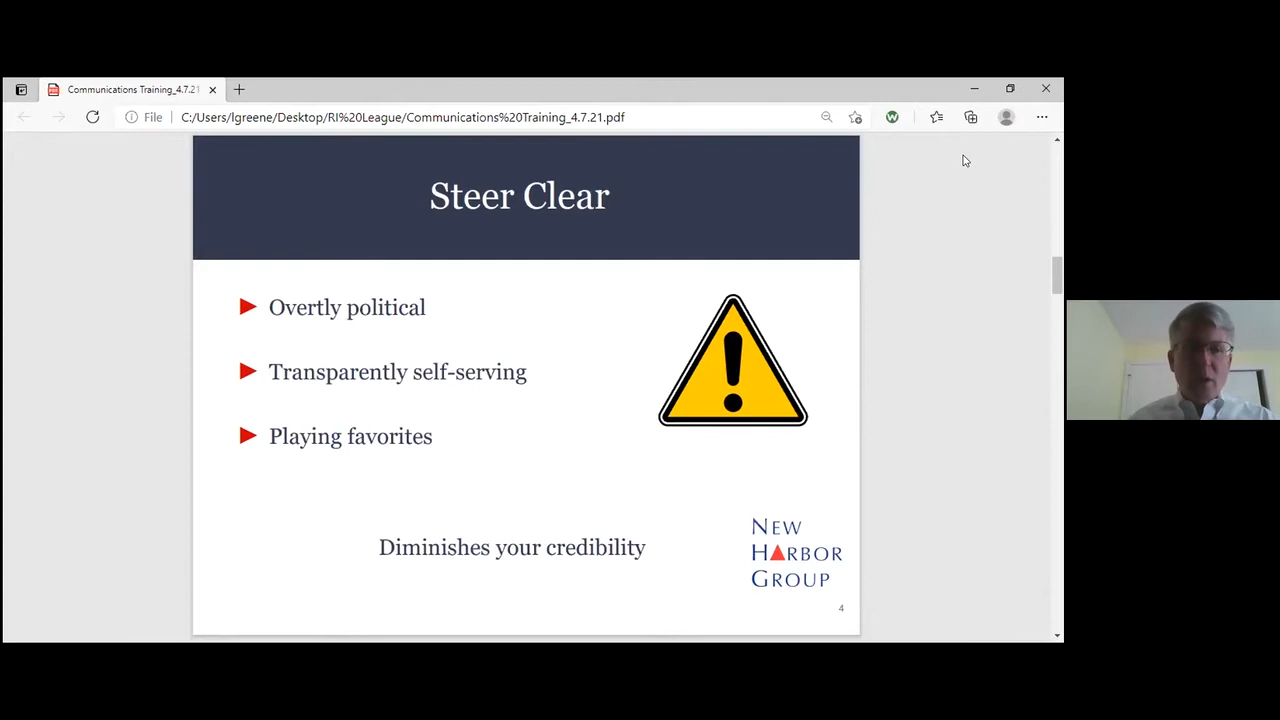 Communications Training_4.7.21
File
C:/Users/lgreene/Desktop/RI%20League/Communications%20Training_4.7.21.pdf
W
Steer Clear
Overtly political
Transparently self-serving
Playing favorites
Diminishes your credibility
NEW
HARBOR
GROUP
4